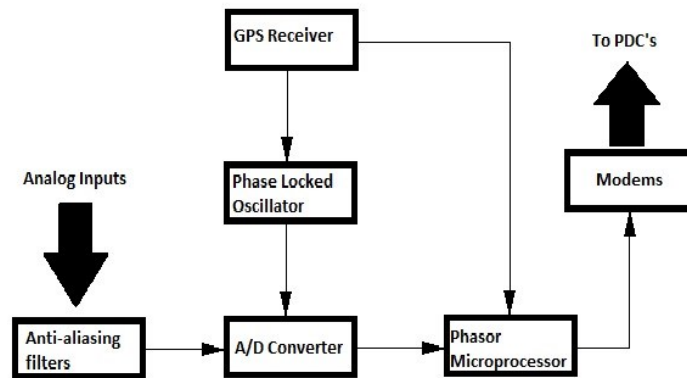 GPS Receiver
To PDC's
Analog Inputs
Phase Locked
Oscillator
Modems
Anti-aliasing
filters
A/D Converter
Phasor
Microprocessor